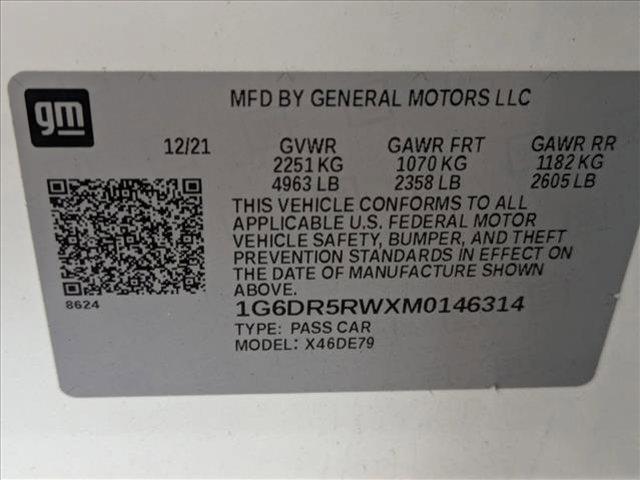 gm
MFD BY GENERAL MOTORS LLC
12/21 GVWR GAWR FRT GAWR RR
2251 KG 1070 KG 1182 KG
4963 LB 2358 LB 2605 LB
THIS VEHICLE CONFORMS TO ALL
APPLICABLE U.S. FEDERAL MOTOR
VEHICLE SAFETY, BUMPER, AND THEFT
PREVENTION STANDARDS IN EFFECT ON
THE DATE OF MANUFACTURE SHOWN
ABOVE.
8624 1G6DR5RWXM0146314
TYPE: PASS CAR
MODEL: X46DE79